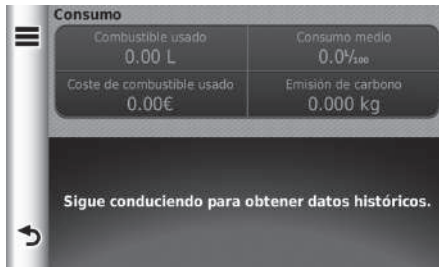 Consumo
Combustible usado
0.00 L
Consumo medio
0.0L/100
Coste de combustible usado
0.00€
Emisión de carbono
0.000 kg
Sigue conduciendo para obtener datos históricos.